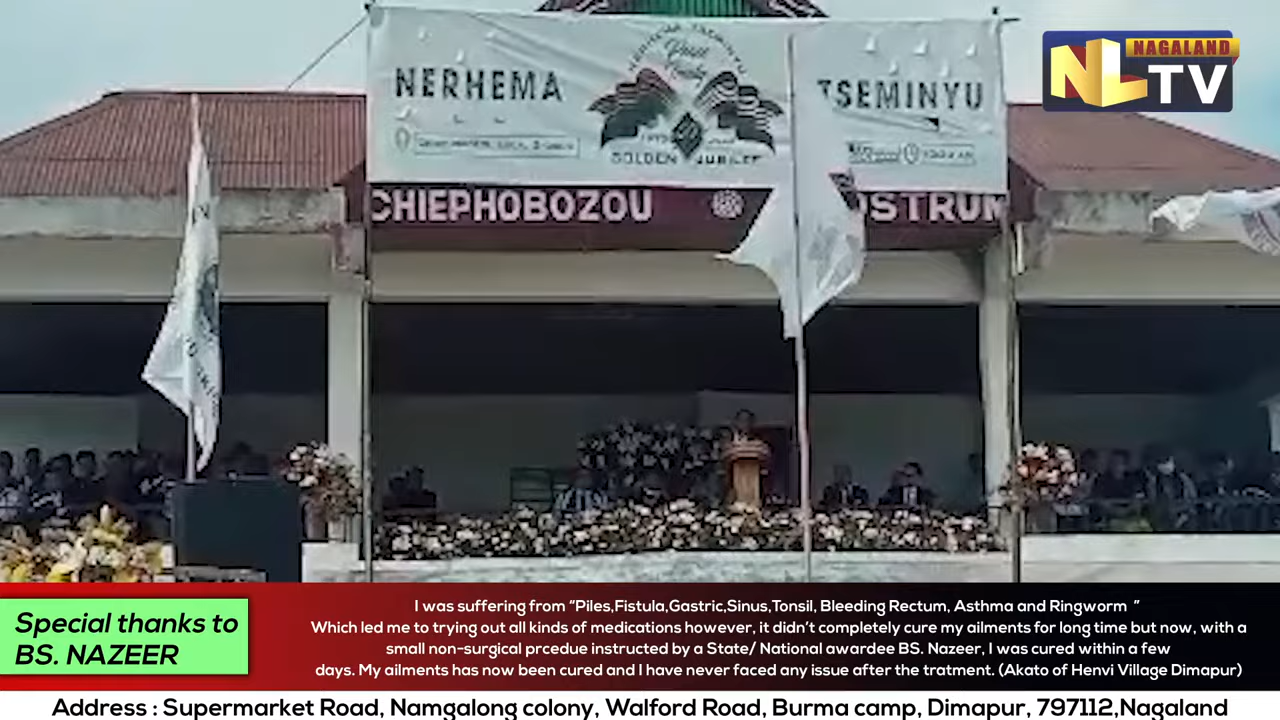 NAGALAND
NL TV
NERHEMA
TSEMINYU
GOLDEN JUBILEE
CHIEPHOBOZOU
OSTRUM
Special thanks to
BS. NAZEER
I was suffering from “Piles,Fistula,Gastric,Sinus,Tonsil, Bleeding Rectum, Asthma and Ringworm ”
Which led me to trying out all kinds of medications however, it didn’t completely cure my ailments for long time but now, with a
small non-surgical prcedue instructed by a State/ National awardee BS. Nazeer, I was cured within a few
days. My ailments has now been cured and I have never faced any issue after the tratment. (Akato of Henvi Village Dimapur)
Address : Supermarket Road, Namgalong colony, Walford Road, Burma camp, Dimapur, 797112,Nagaland